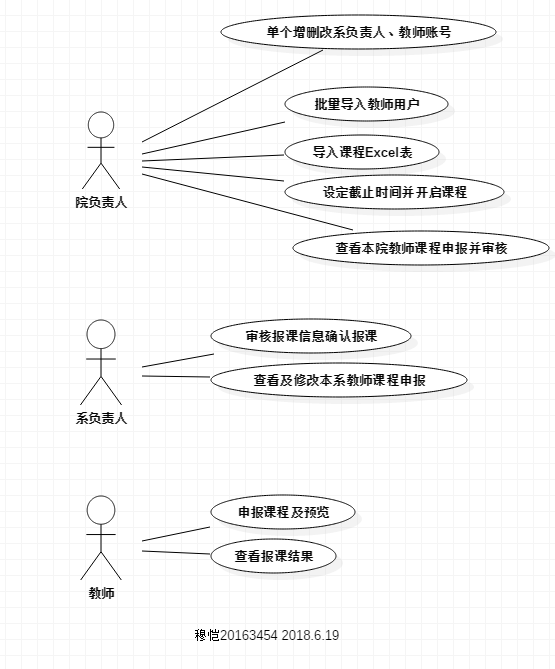 单个增删改系负责人、教师账号
批量导入教师用户
导入课程Excel表
设定截止时间并开启课程
院负责人
查看本院教师课程申报并审核
审核报课信息确认报课
查看及修改本系教师课程申报
系负责人
申报课程及预览
查看报课结果
教师
穆恺20163454 2018.6.19